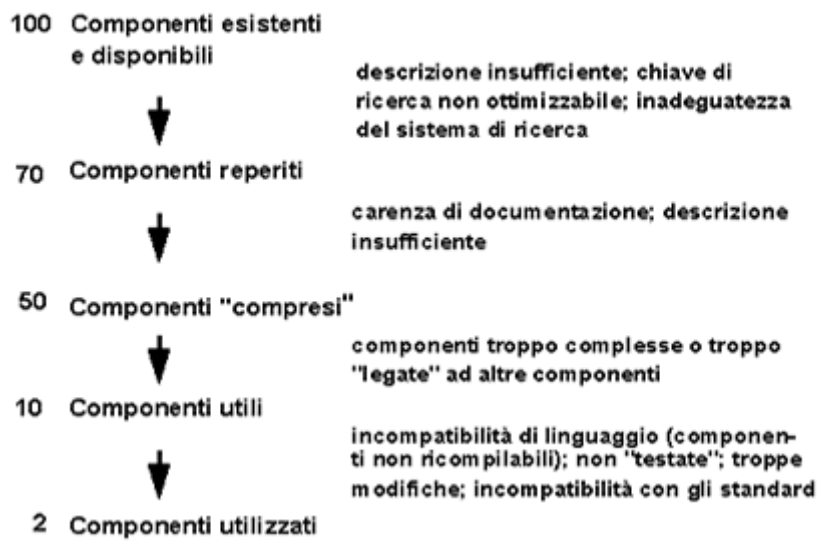 100 Componenti esistenti
e disponibili
descrizione insufficiente; chiave di
ricerca non ottimizzabile; inadeguatezza
del sistema di ricerca
70 Componenti reperiti
carenza di documentazione; descrizione
insufficiente
50 Componenti "compresi"
componenti troppo complesse o troppo
"legate" ad altre componenti
10 Componenti utili
incompatibilità di linguaggio (componen-
ti non ricompilabili); non "testate"; troppe
modifiche; incompatibilità con gli standard
2 Componenti utilizzati